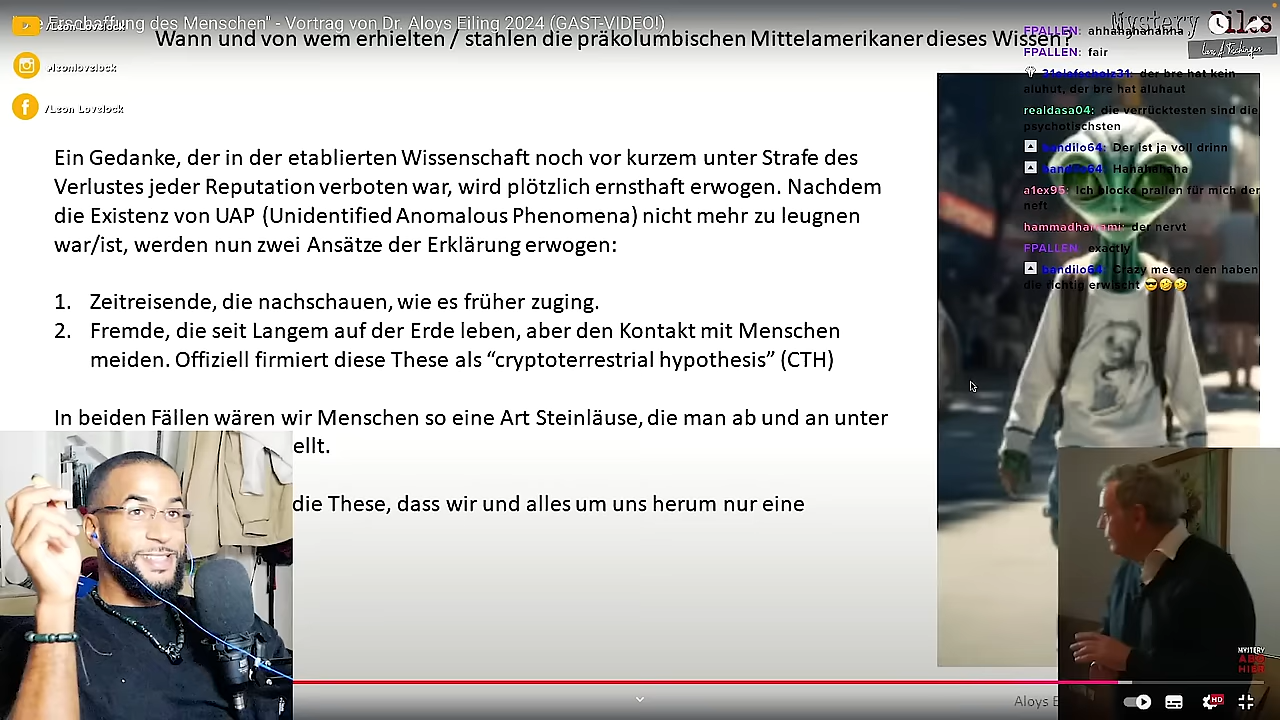 Erschaffung des Menschen" - Vortrag von Dr. Aloys Eiling 2024 (GAST-VIDEO!)
/Leon Lovelock
Wann und von wem erhielten / stahlen die präkolumbischen Mittelamerikaner dieses Wissen?
Mystery Files
/leonlovelock
/Leon Lovelock
FPALLEN: ahhahahahahha
FPALLEN: fair
21olofscholz31: der bre hat kein
aluhut, der bre hat aluhaut
realdasa04: die verrücktesten sind die
psychotischsten
bandilo64: Der ist ja voll drinn
bandilo64: Hahahahaha
a1ex95: Ich blocke prallen für mich der
neft
hammadhakami: der nervt
FPALLEN: exactly
bandilo64: Crazy meeen den haben
die richtig erwischt 😎🤣🤣
Ein Gedanke, der in der etablierten Wissenschaft noch vor kurzem unter Strafe des
Verlustes jeder Reputation verboten war, wird plötzlich ernsthaft erwogen. Nachdem
die Existenz von UAP (Unidentified Anomalous Phenomena) nicht mehr zu leugnen
war/ist, werden nun zwei Ansätze der Erklärung erwogen:
1. Zeitreisende, die nachschauen, wie es früher zuging.
2. Fremde, die seit Langem auf der Erde leben, aber den Kontakt mit Menschen
meiden. Offiziell firmiert diese These als “cryptoterrestrial hypothesis” (CTH)
In beiden Fällen wären wir Menschen so eine Art Steinläuse, die man ab und an unter
ellt.
die These, dass wir und alles um uns herum nur eine
MYSTERY
ABO
HIER
Aloys E
HD